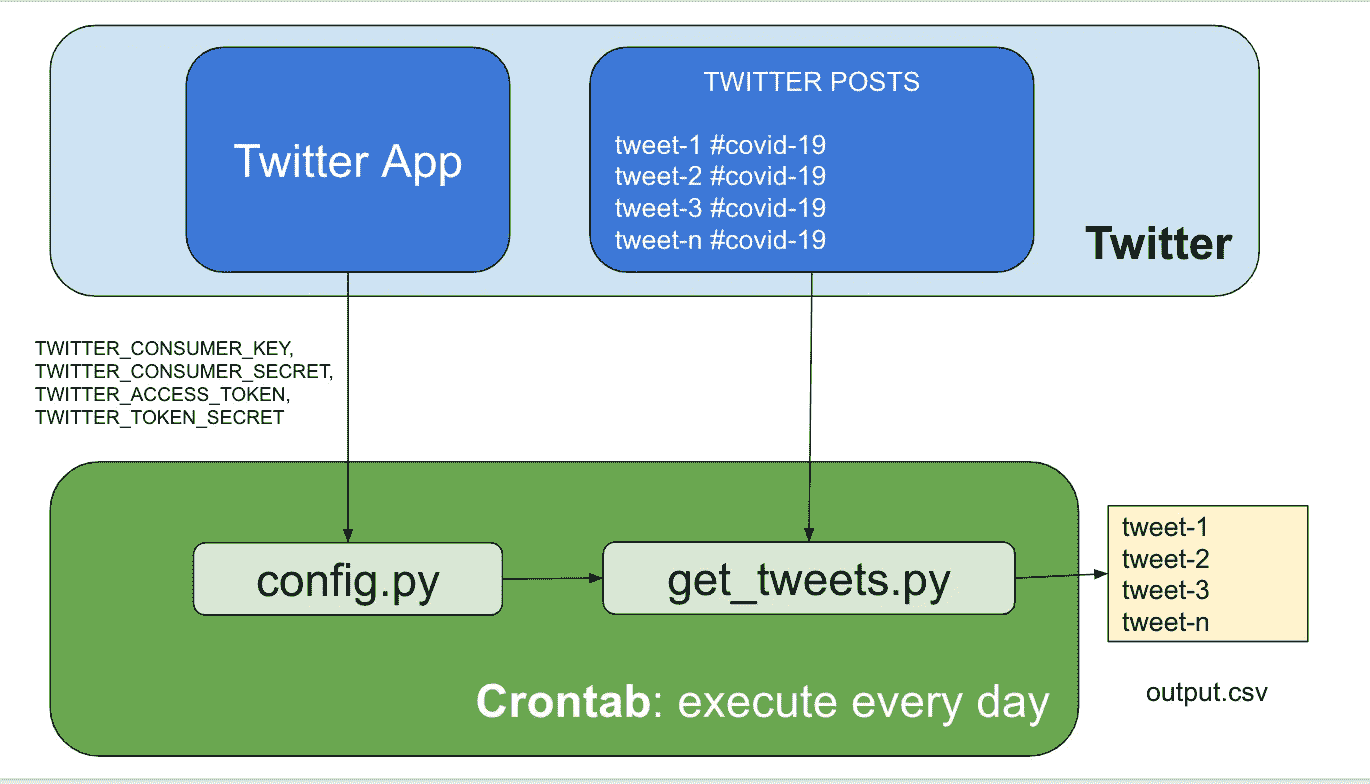 Twitter App
TWITTER POSTS
tweet-1 #covid-19
tweet-2 #covid-19
tweet-3 #covid-19
tweet-n #covid-19
Twitter
TWITTER_CONSUMER_KEY,
TWITTER_CONSUMER_SECRET,
TWITTER_ACCESS_TOKEN,
TWITTER_TOKEN_SECRET
config.py
get_tweets.py
tweet-1
tweet-2
tweet-3
tweet-n
Crontab: execute every day
output.csv